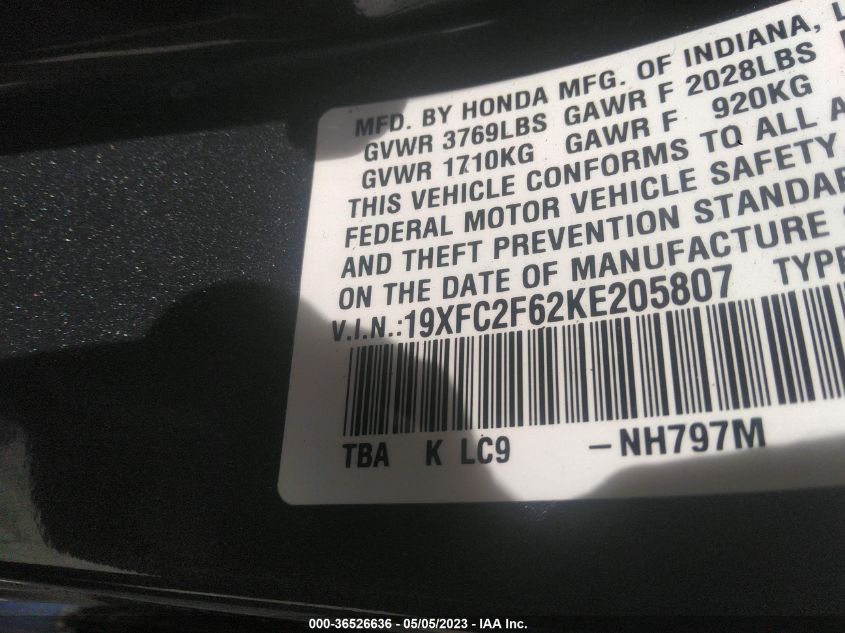 MFD. BY HONDA MFG. OF INDIANA,
GVWR 3769LBS GAWR F 2028LBS
GVWR 1710KG GAWR F 920KG
THIS VEHICLE CONFORMS TO ALL
FEDERAL MOTOR VEHICLE SAFETY
AND THEFT PREVENTION
ON THE DATE OF MANUFACTURE
V.I.N.:19XFC2F62KE205807 TYPE
TBA K LC9 -NH797M
000-36526636 - 05/05/2023 - IAA Inc.